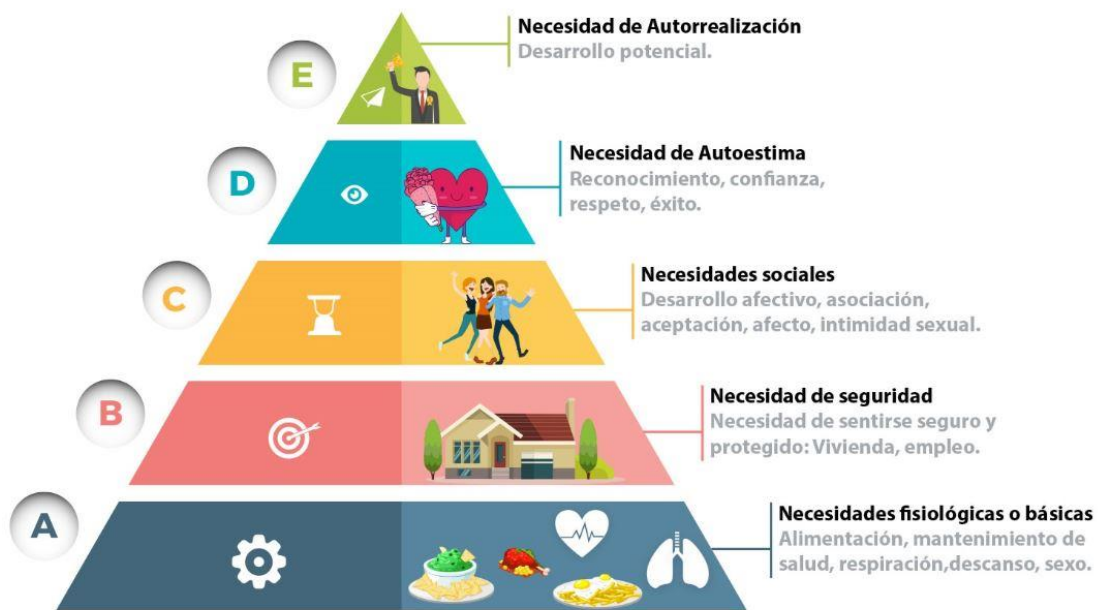 E
Necesidad de Autorrealización
Desarrollo potencial.
D
Necesidad de Autoestima
Reconocimiento, confianza,
respeto, éxito.
C
Necesidades sociales
Desarrollo afectivo, asociación,
aceptación, afecto, intimidad sexual.
B
Necesidad de seguridad
Necesidad de sentirse seguro y
protegido: Vivienda, empleo.
A
Necesidades fisiológicas o básicas
Alimentación, mantenimiento de
salud, respiración,descanso, sexo.